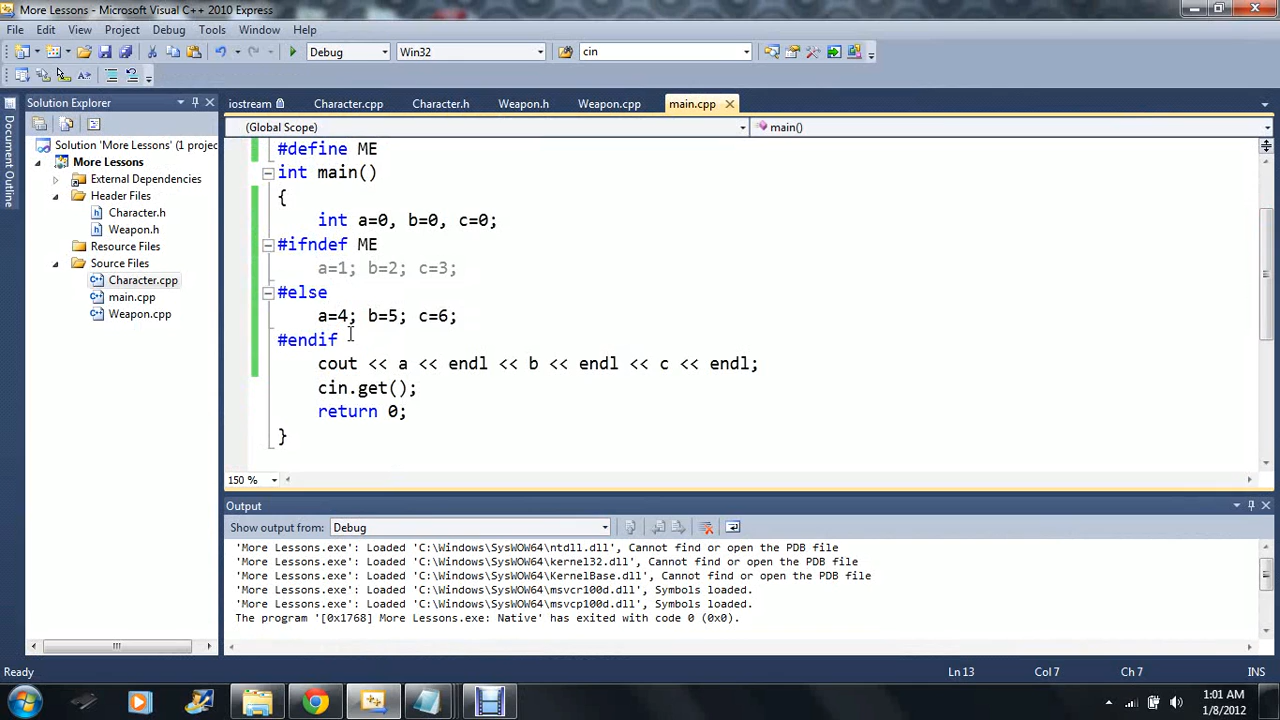 More Lessons - Microsoft Visual C++ 2010 Express
File Edit View Project Debug Tools Window Help
Debug Win32 cin
Solution Explorer
iostream Character.cpp Character.h Weapon.h Weapon.cpp main.cpp
(Global Scope) main()
Document Outline
Solution 'More Lessons' (1 projec
More Lessons
External Dependencies
Header Files
Character.h
Weapon.h
Resource Files
Source Files
Character.cpp
main.cpp
Weapon.cpp
#define ME
int main()
{
int a=0, b=0, c=0;
#ifndef ME
a=1; b=2; c=3;
#else
a=4; b=5; c=6;
#endif
cout << a << endl << b << endl << c << endl;
cin.get();
return 0;
}
150 %
Output
Show output from: Debug
'More Lessons.exe': Loaded 'C:\Windows\SysWOW64\ntdll.dll', Cannot find or open the PDB file
'More Lessons.exe': Loaded 'C:\Windows\SysWOW64\kernel32.dll', Cannot find or open the PDB file
'More Lessons.exe': Loaded 'C:\Windows\SysWOW64\KernelBase.dll', Cannot find or open the PDB file
'More Lessons.exe': Loaded 'C:\Windows\SysWOW64\msvcr100d.dll', Symbols loaded.
'More Lessons.exe': Loaded 'C:\Windows\SysWOW64\msvcp100d.dll', Symbols loaded.
The program '[0x1768] More Lessons.exe: Native' has exited with code 0 (0x0).
Ready Ln 13 Col 7 Ch 7 INS
1:01 AM
1/8/2012